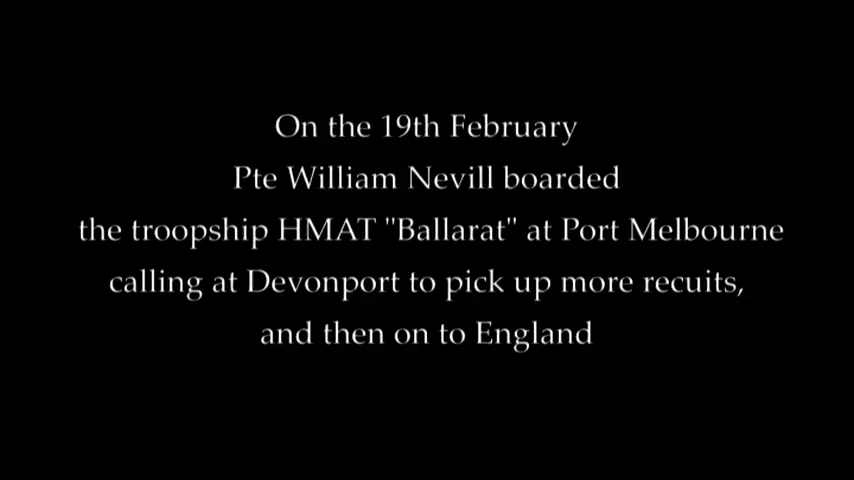 On the 19th February
Pte William Nevill boarded
the troopship HMAT "Ballarat" at Port Melbourne
calling at Devonport to pick up more recuits,
and then on to England